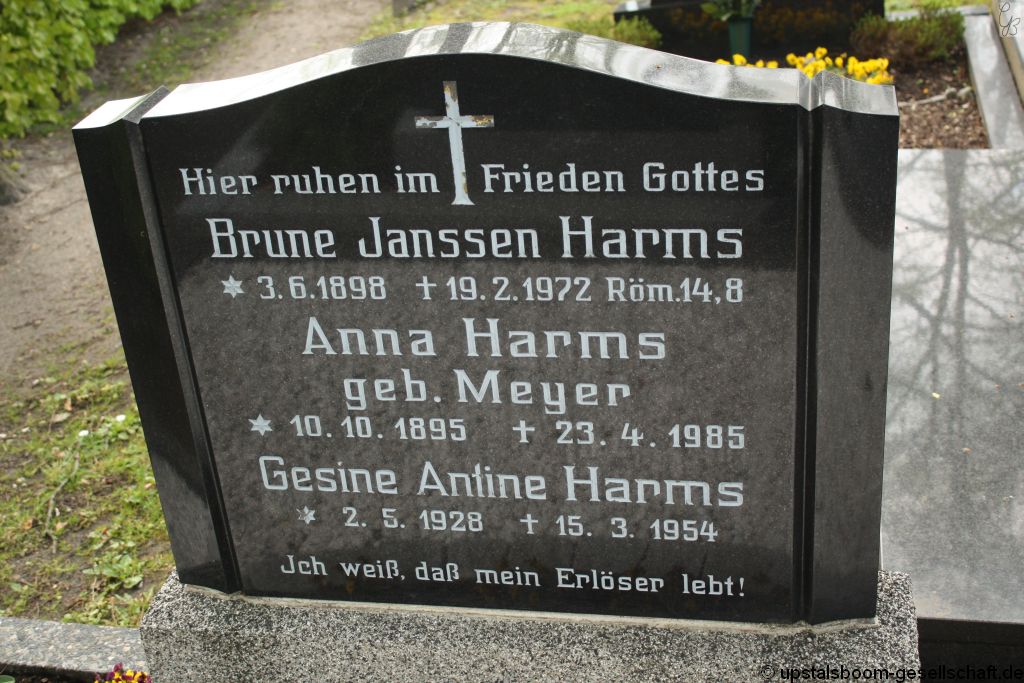 Hier ruhen im Frieden Gottes
Brune Janssen Harms
* 3.6.1898 † 19.2.1972 Röm.14,8
Anna Harms
geb. Meyer
* 10.10.1895 † 23.4.1985
Gesine Antine Harms
* 2.5.1928 † 15.3.1954
Jch weiß, daß mein Erlöser lebt!
© upstalsboom-gesellschaft.de